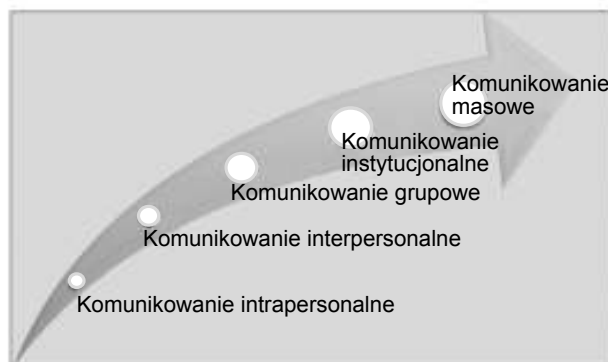 Komunikowanie
masowe
Komunikowanie
instytucjonalne
Komunikowanie grupowe
Komunikowanie interpersonalne
Komunikowanie intrapersonalne